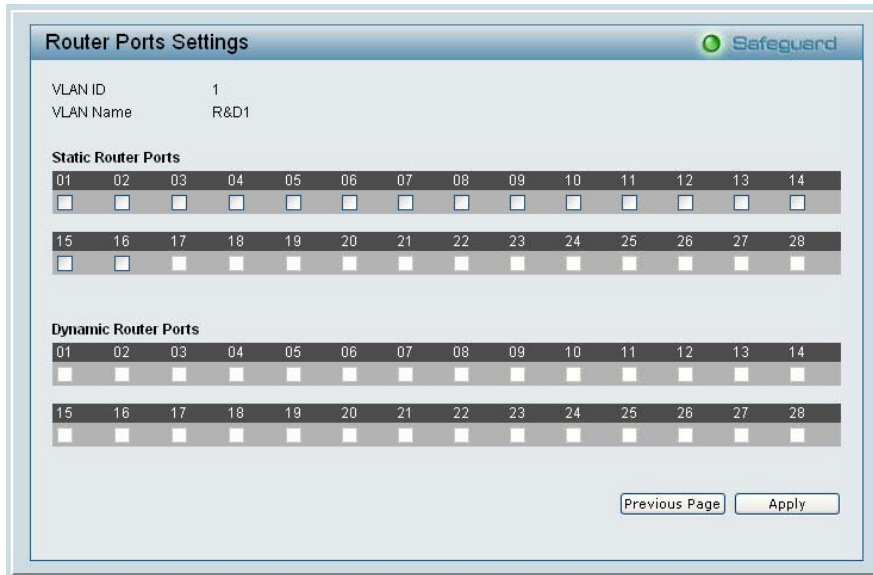 Router Ports Settings
Safeguard
VLAN ID 1
VLAN Name R&D1
Static Router Ports
01 02 03 04 05 06 07 08 09 10 11 12 13 14
15 16 17 18 19 20 21 22 23 24 25 26 27 28
Dynamic Router Ports
01 02 03 04 05 06 07 08 09 10 11 12 13 14
15 16 17 18 19 20 21 22 23 24 25 26 27 28
Previous Page Apply